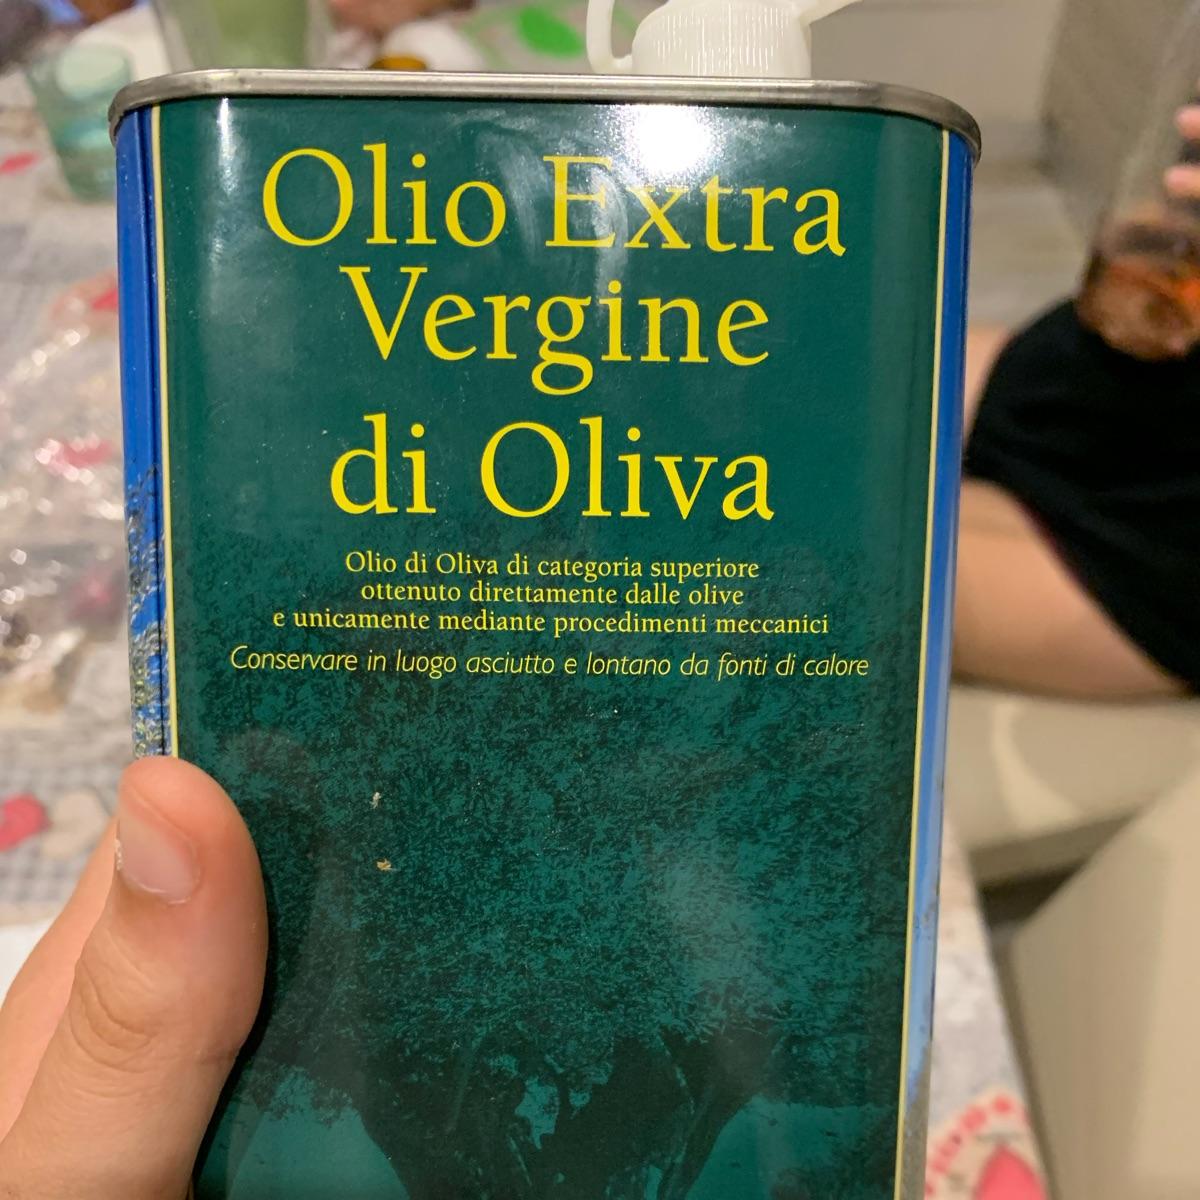 Olio Extra
Vergine
di Oliva
Olio di Oliva di categoria superiore
ottenuto direttamente dalle olive
e unicamente mediante procedimenti meccanici
Conservare in luogo asciutto e lontano da fonti di calore